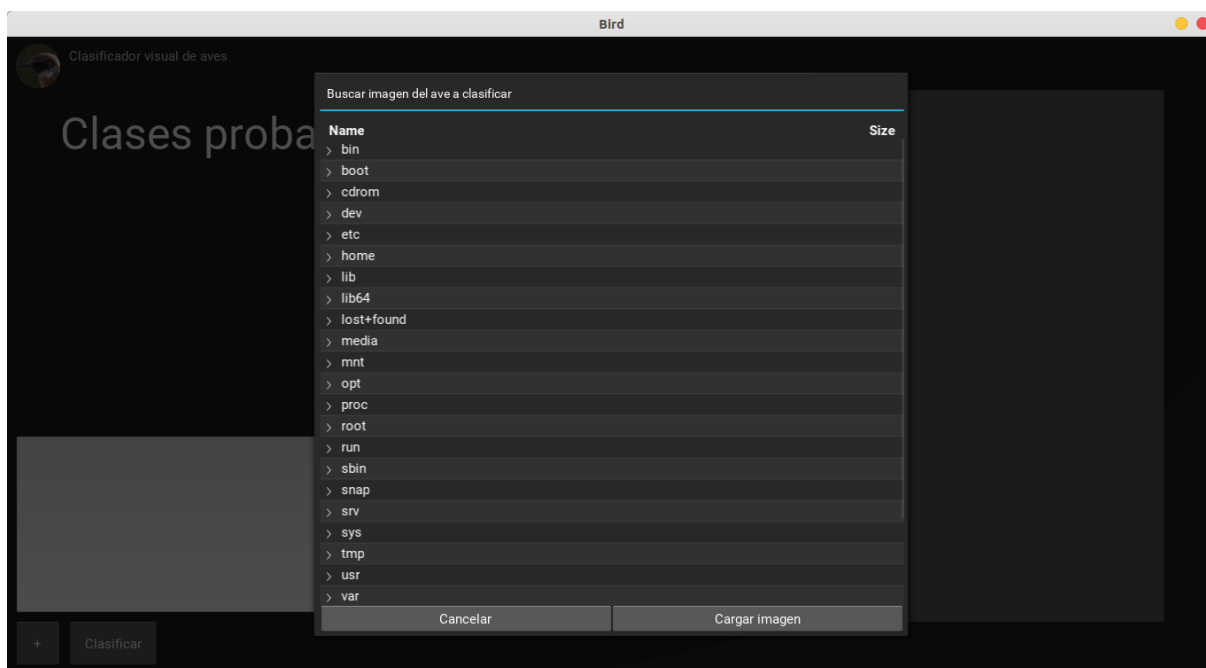 Bird
Clasificador visual de aves
Clases proba
Buscar imagen del ave a clasificar
Name Size
bin
boot
cdrom
dev
etc
home
lib
lib64
lost+found
media
mnt
opt
proc
root
run
sbin
snap
srv
sys
tmp
usr
var
Cancelar Cargar imagen
+ Clasificar